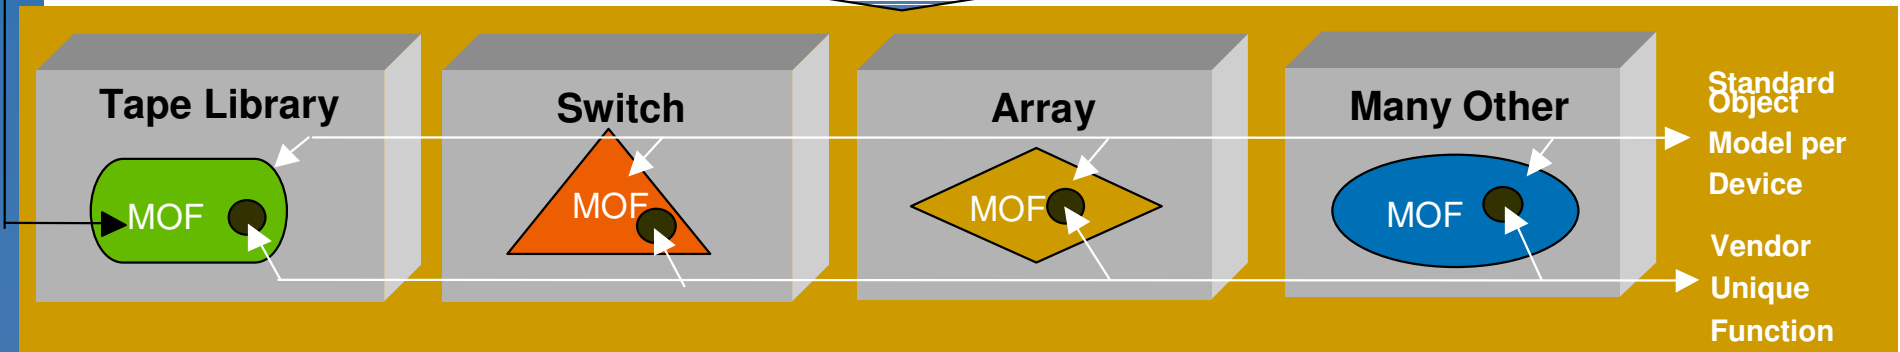 Tape Library
Switch
Array
Many Other
MOF
MOF
MOF
MOF
Standard
Object
Model per
Device
Vendor
Unique
Function